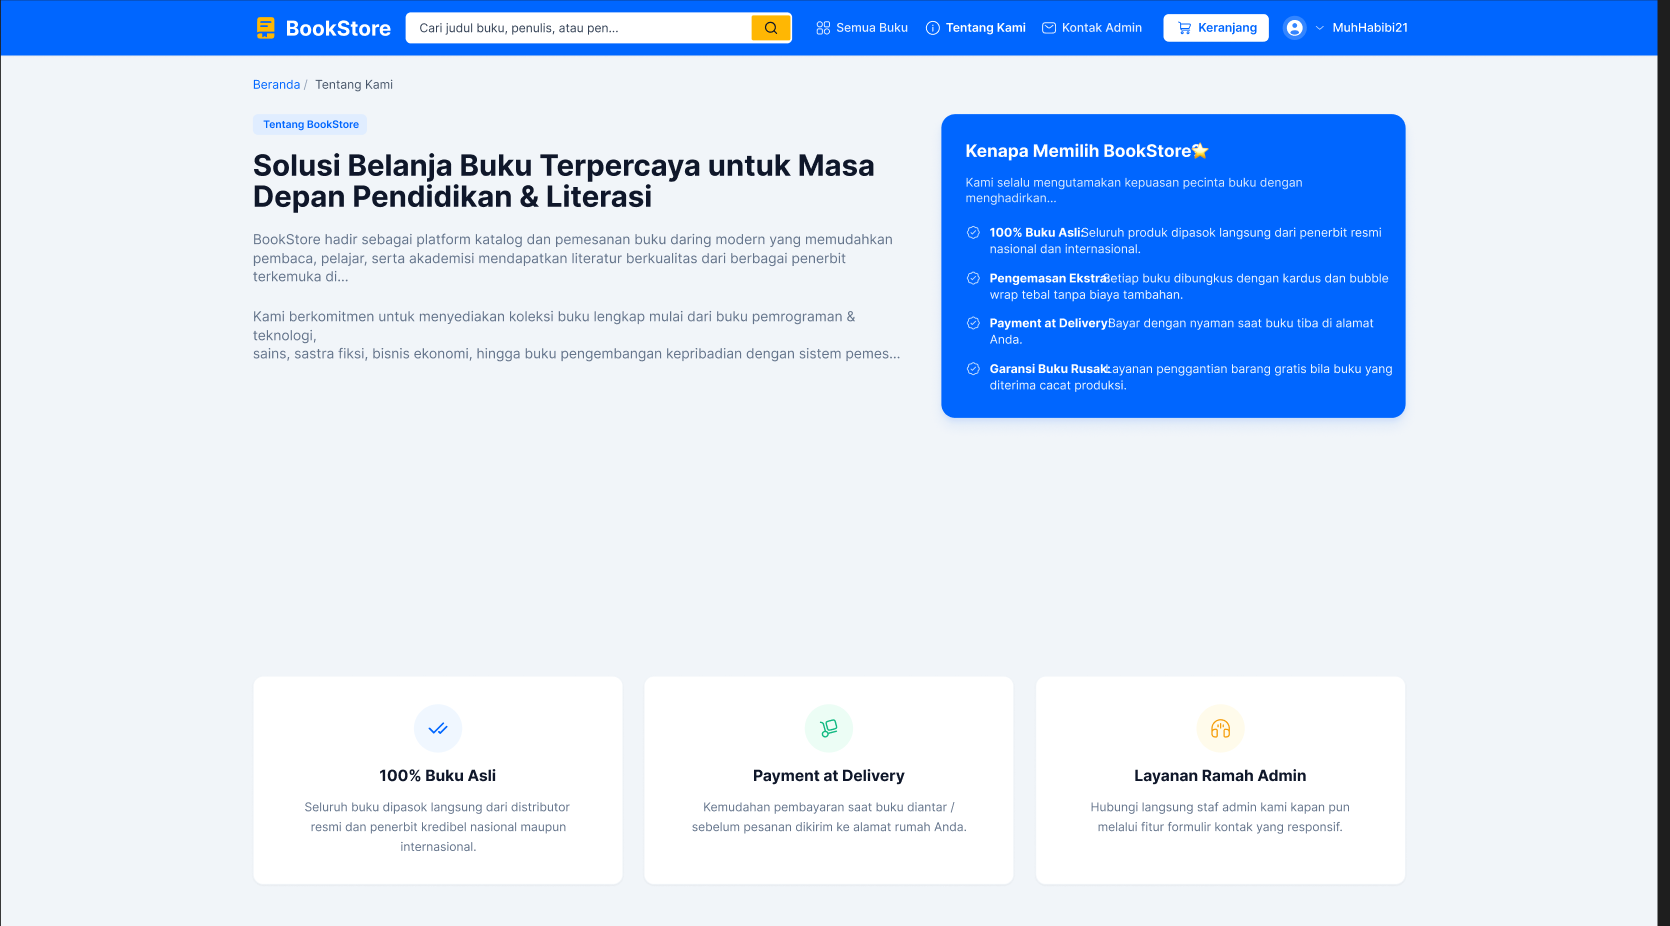 BookStore
Cari judul buku, penulis, atau pen...
Semua Buku
Tentang Kami
Kontak Admin
Keranjang
MuhHabibi21
Beranda / Tentang Kami
Tentang BookStore
Solusi Belanja Buku Terpercaya untuk Masa
Depan Pendidikan & Literasi
BookStore hadir sebagai platform katalog dan pemesanan buku daring modern yang memudahkan
pembaca, pelajar, serta akademisi mendapatkan literatur berkualitas dari berbagai penerbit
terkemuka di...
Kami berkomitmen untuk menyediakan koleksi buku lengkap mulai dari buku pemrograman &
teknologi,
sains, sastra fiksi, bisnis ekonomi, hingga buku pengembangan kepribadian dengan sistem pemes...
Kenapa Memilih BookStore
Kami selalu mengutamakan kepuasan pecinta buku dengan
menghadirkan...
100% Buku Asli: Seluruh produk dipasok langsung dari penerbit resmi
nasional dan internasional.
Pengemasan Ekstra: Setiap buku dibungkus dengan kardus dan bubble
wrap tebal tanpa biaya tambahan.
Payment at Delivery Bayar dengan nyaman saat buku tiba di alamat
Anda.
Garansi Buku Rusak: Layanan penggantian barang gratis bila buku yang
diterima cacat produksi.
100% Buku Asli
Seluruh buku dipasok langsung dari distributor
resmi dan penerbit kredibel nasional maupun
internasional.
Payment at Delivery
Kemudahan pembayaran saat buku diantar /
sebelum pesanan dikirim ke alamat rumah Anda.
Layanan Ramah Admin
Hubungi langsung staf admin kami kapan pun
melalui fitur formulir kontak yang responsif.